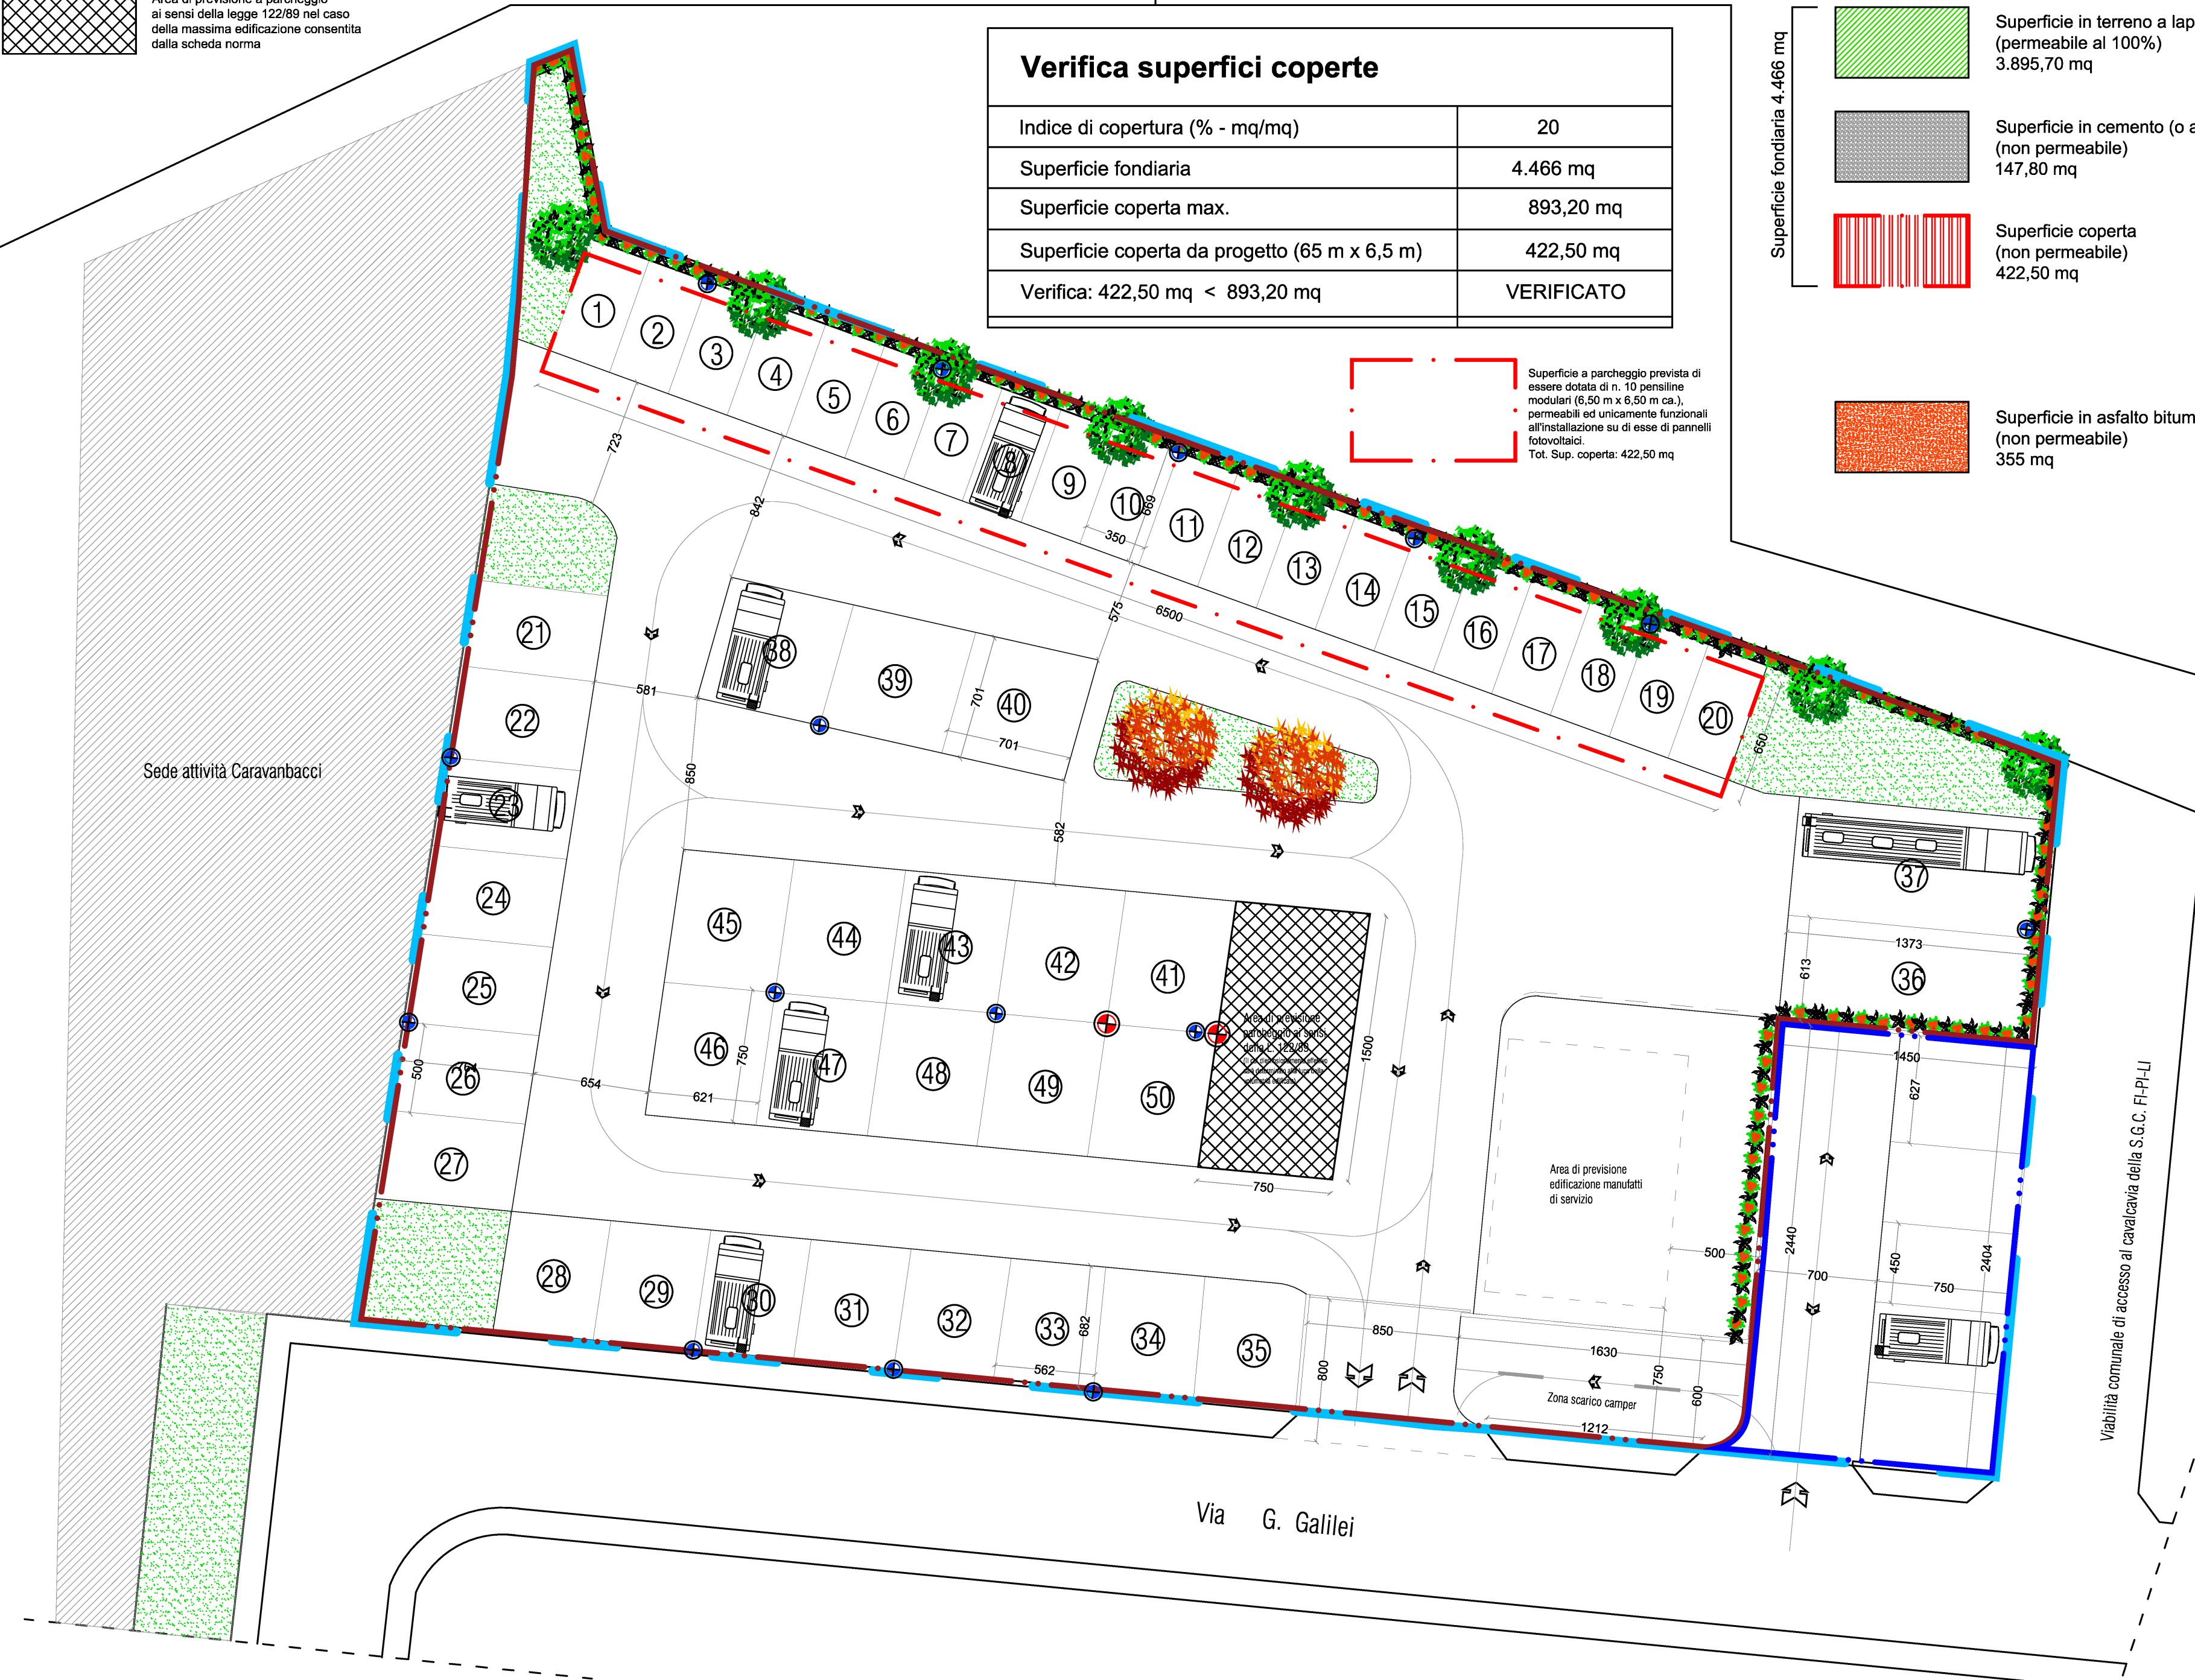 Area di previsione a parcheggio
ai sensi della legge 122/89 nel caso
della massima edificazione consentita
dalla scheda norma
Verifica superfici coperte
Indice di copertura (% - mq/mq) 20
Superficie fondiaria 4.466 mq
Superficie coperta max. 893,20 mq
Superficie coperta da progetto (65 m x 6,5 m) 422,50 mq
Verifica: 422,50 mq < 893,20 mq VERIFICATO
Superficie fondiaria 4.466 mq
Superficie in terreno a lap
(permeabile al 100%)
3.895,70 mq
Superficie in cemento (o a
(non permeabile)
147,80 mq
Superficie coperta
(non permeabile)
422,50 mq
Superficie in asfalto bitum
(non permeabile)
355 mq
Superficie a parcheggio prevista di
essere dotata di n. 10 pensiline
modulari (6,50 m x 6,50 m ca.),
permeabili ed unicamente funzionali
all'installazione su di esse di pannelli
fotovoltaici.
Tot. Sup. coperta: 422,50 mq
1
2
3
4
5
6
7
8
9
10
11
12
13
14
15
16
17
18
19
20
723
842
669
350
575
6500
650
21
22
23
24
25
26
27
500
581
850
582
654
38
39
40
701
701
45
44
43
42
41
46
47
48
49
50
750
621
1500
750
Area di previsione
parcheggio ai sensi
della L. 122/89
28
29
30
31
32
33
34
35
682
562
37
1373
36
613
1450
627
2440
700
450
750
2404
500
850
800
1630
750
600
1212
Area di previsione
edificazione manufatti
di servizio
Zona scarico camper
Sede attività Caravanbacci
Via G. Galilei
Viabilità comunale di accesso al cavalcavia della S.G.C. FI-PI-LI